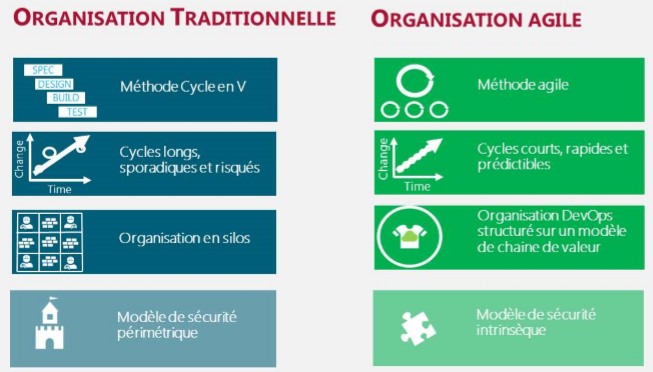 ORGANISATION TRADITIONNELLE
SPEC
DESIGN
BUILD
TEST
Méthode Cycle en V
Change
Time
Cycles longs,
sporadiques et risqués
Organisation en silos
Modèle de sécurité
périmétrique
ORGANISATION AGILE
Méthode agile
Change
Time
Cycles courts, rapides et
prédictibles
Organisation DevOps
structuré sur un modèle
de chaine de valeur
Modèle de sécurité
intrinsèque